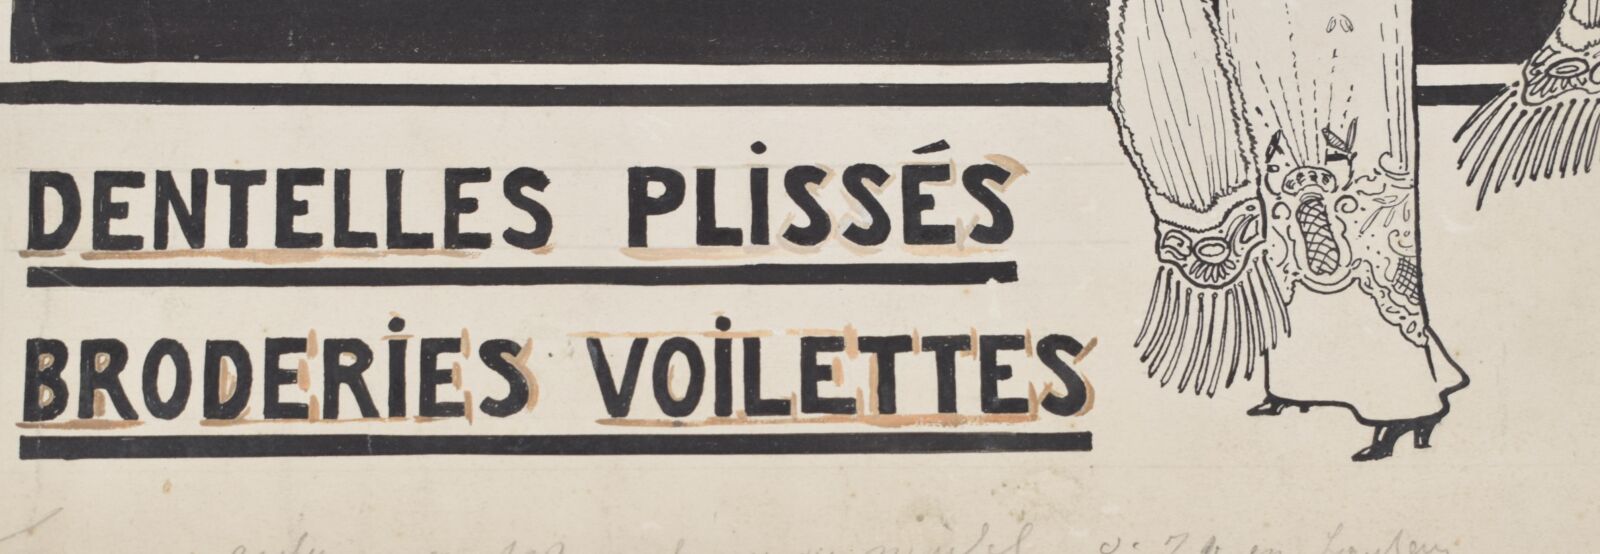 DENTELLES PLISSÉS
BRODERIES VOILETTES